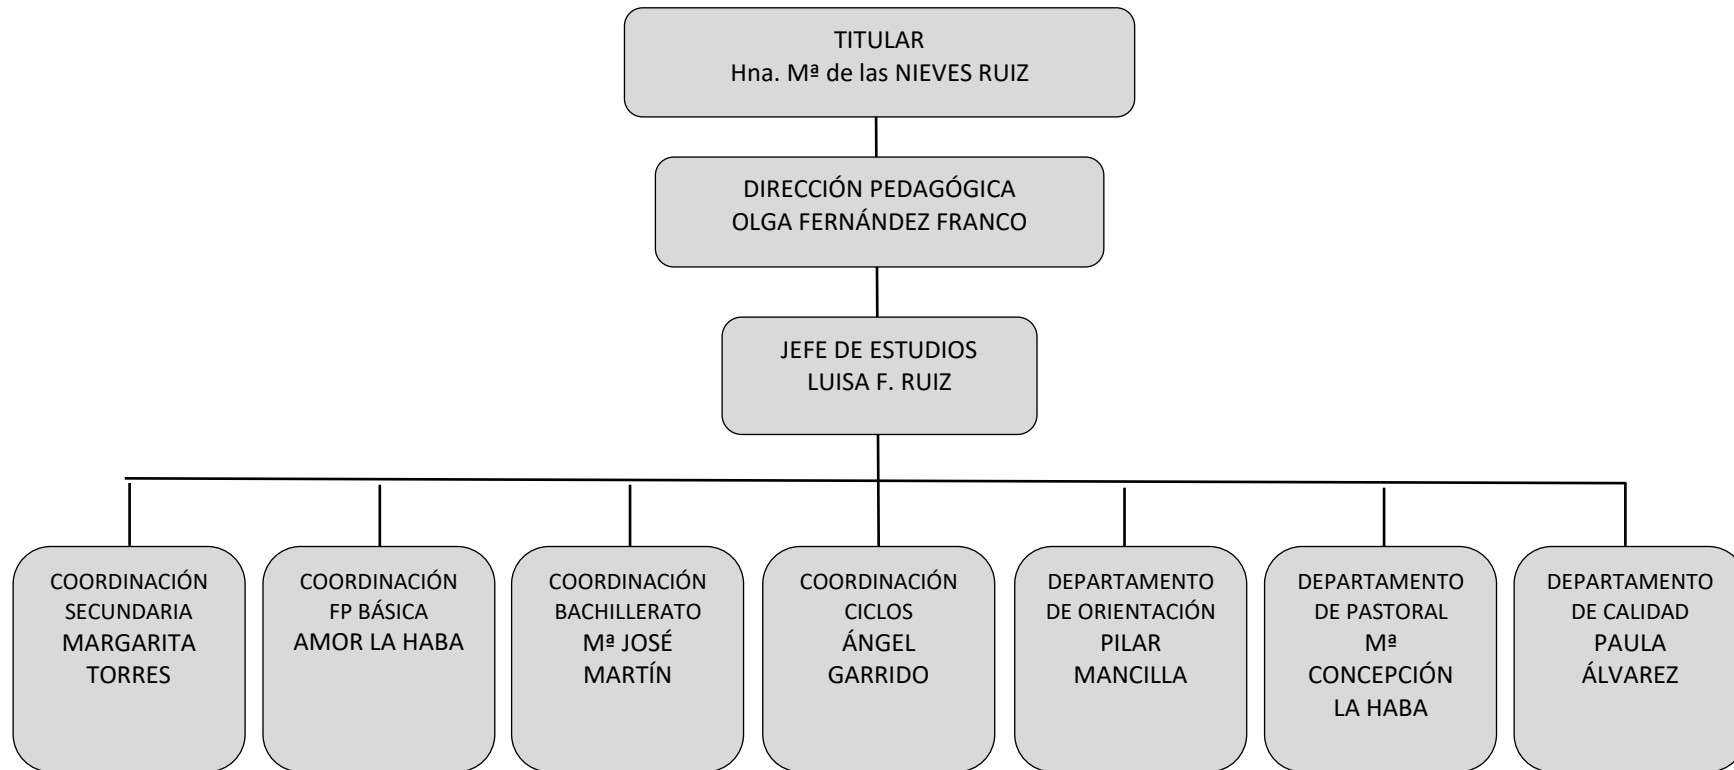 TITULAR
Hna. Mª de las NIEVES RUIZ
DIRECCIÓN PEDAGÓGICA
OLGA FERNÁNDEZ FRANCO
JEFE DE ESTUDIOS
LUISA F. RUIZ
COORDINACIÓN
SECUNDARIA
MARGARITA
TORRES
COORDINACIÓN
FP BÁSICA
AMOR LA HABA
COORDINACIÓN
BACHILLERATO
Mª JOSÉ
MARTÍN
COORDINACIÓN
CICLOS
ÁNGEL
GARRIDO
DEPARTAMENTO
DE ORIENTACIÓN
PILAR
MANCILLA
DEPARTAMENTO
DE PASTORAL
Mª
CONCEPCIÓN
LA HABA
DEPARTAMENTO
DE CALIDAD
PAULA
ÁLVAREZ